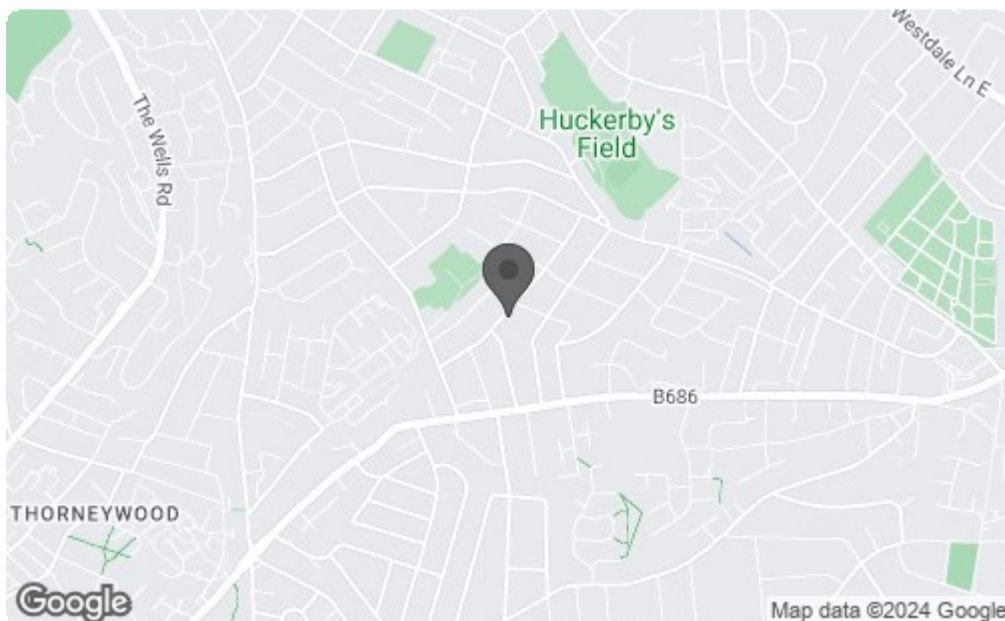 Westdale Ln E
The Wells Rd
Huckerby's
Field
B686
THORNEYWOOD
Google
Map data ©2024 Google